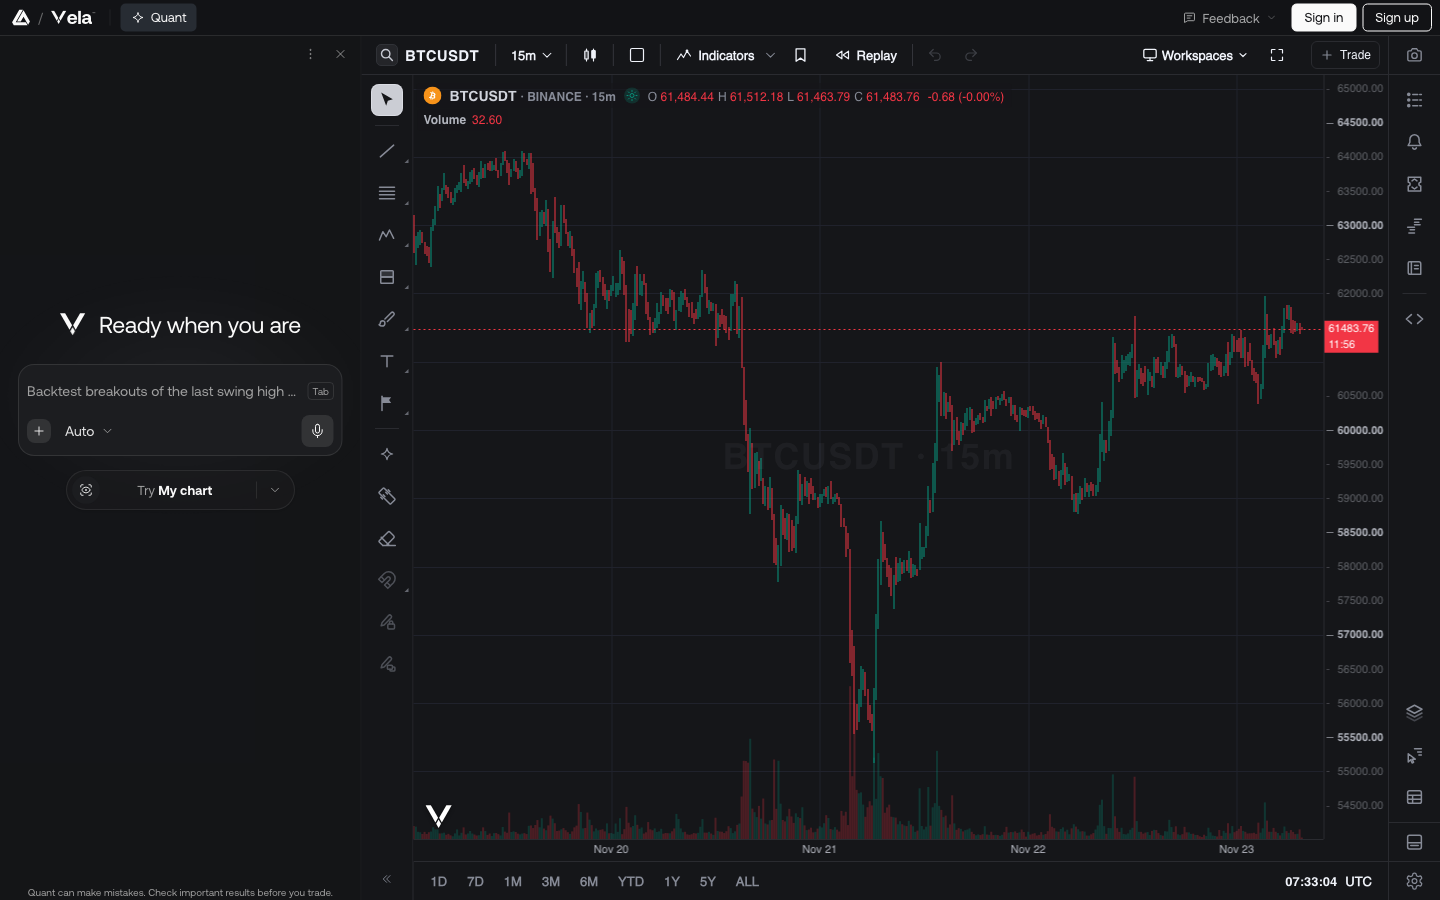 / Vela
Quant
Feedback
Sign in
Sign up
BTCUSDT
15m
Indicators
Replay
Workspaces
Trade
BTCUSDT · BINANCE · 15m O 61,484.44 H 61,512.18 L 61,463.79 C 61,483.76 -0.68 (-0.00%)
Volume 32.60
65000.00
64500.00
64000.00
63500.00
63000.00
62500.00
62000.00
61483.76
11:56
60500.00
60000.00
59500.00
59000.00
58500.00
58000.00
57500.00
57000.00
56500.00
56000.00
55500.00
55000.00
54500.00
BTCUSDT · 15m
Ready when you are
Backtest breakouts of the last swing high ... Tab
Auto
Try My chart
Nov 20
Nov 21
Nov 22
Nov 23
1D 7D 1M 3M 6M YTD 1Y 5Y ALL
07:33:04 UTC
Quant can make mistakes. Check important results before you trade.